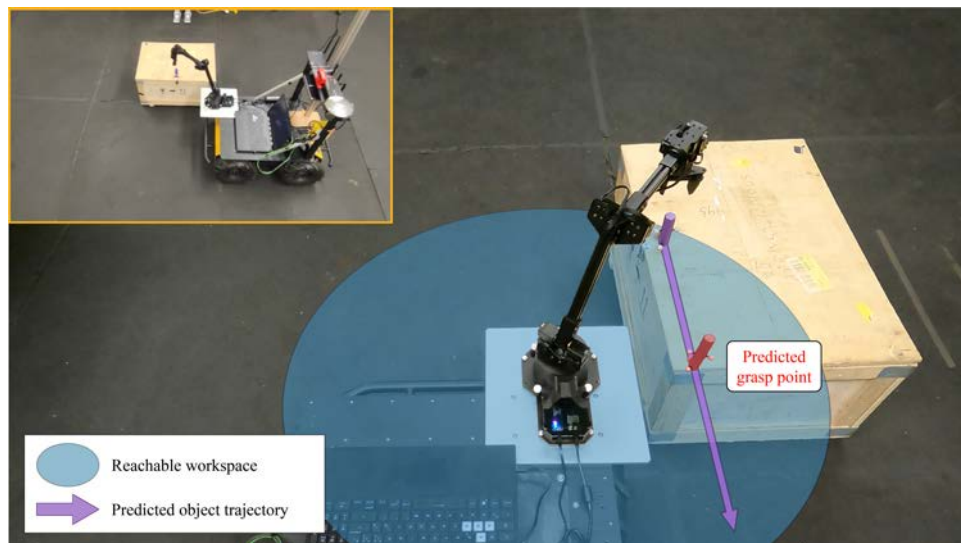 Predicted
grasp point
Reachable workspace
Predicted object trajectory